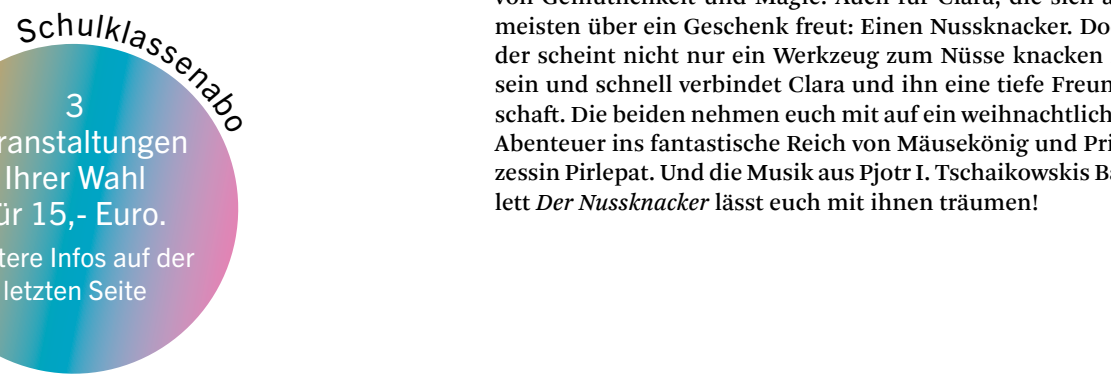 Schulklassenabo
3
Ihrer Wahl
15,- Euro.
Infos auf der
letzten Seite
von Gemütlichkeit und Magie. Auch für Clara, die sich
meisten über ein Geschenk freut: Einen Nussknacker.
der scheint nicht nur ein Werkzeug zum Nüsse knacken
sein und schnell verbindet Clara und ihn eine tiefe
schaft. Die beiden nehmen euch mit auf ein
Abenteuer ins fantastische Reich von Mäusekönig und
zessin Pirlepat. Und die Musik aus Pjotr I. Tschaikowskis
lett Der Nussknacker lässt euch mit ihnen träumen!